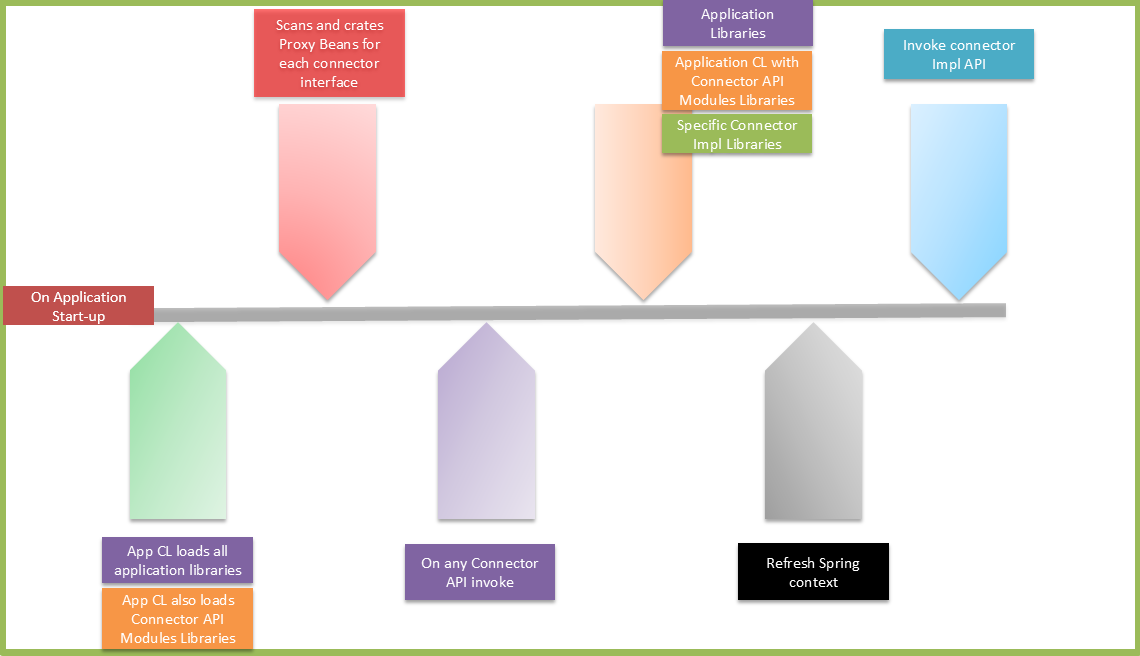 Scans and crates
Proxy Beans for
each connector
interface
Application
Libraries
Application CL with
Connector API
Modules Libraries
Specific Connector
Impl Libraries
Invoke connector
Impl API
On Application
Start-up
App CL loads all
application libraries
App CL also loads
Connector API
Modules Libraries
On any Connector
API invoke
Refresh Spring
context